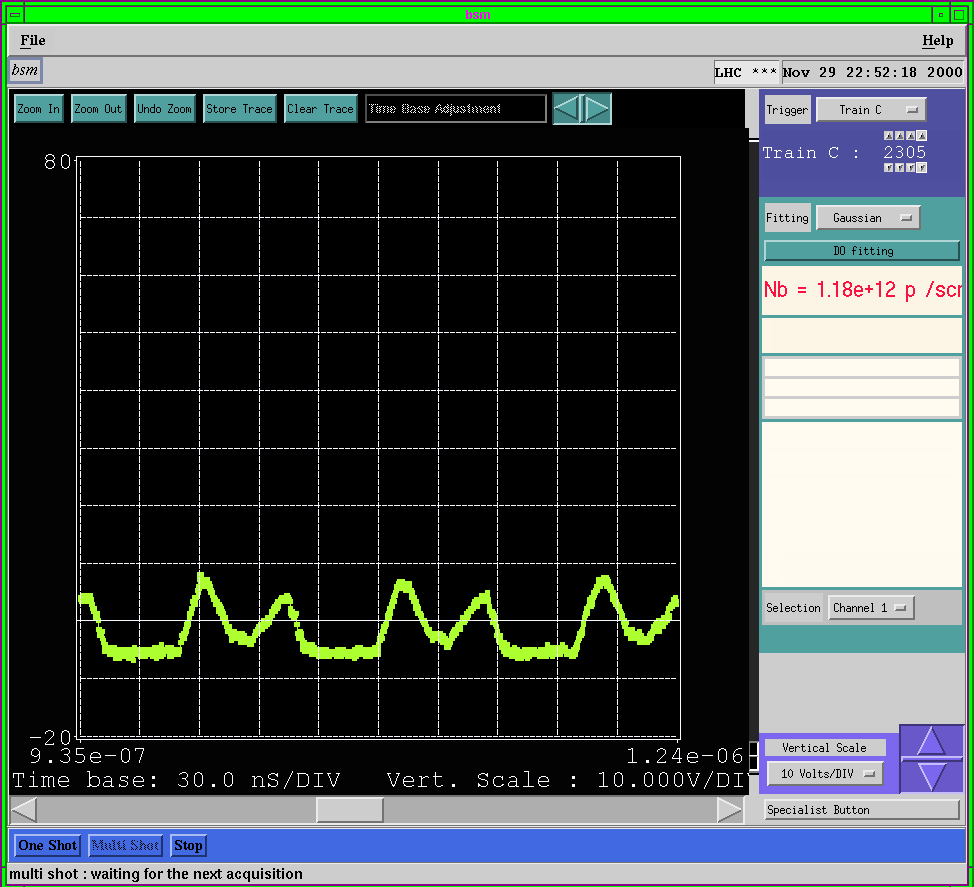 bsm
File Help
bsm LHC *** Nov 29 22:52:18 2000
Zoom In Zoom Out Undo Zoom Store Trace Clear Trace Time Base Adjustment
Trigger Train C
Train C : 2305
Fitting Gaussian
DO fitting
Nb = 1.18e+12 p /scr
Selection Channel 1
80
-20
9.35e-07 1.24e-06
Time base: 30.0 nS/DIV Vert. Scale : 10.000V/DI
Vertical Scale
10 Volts/DIV
Specialist Button
One Shot Multi Shot Stop
multi shot : waiting for the next acquisition